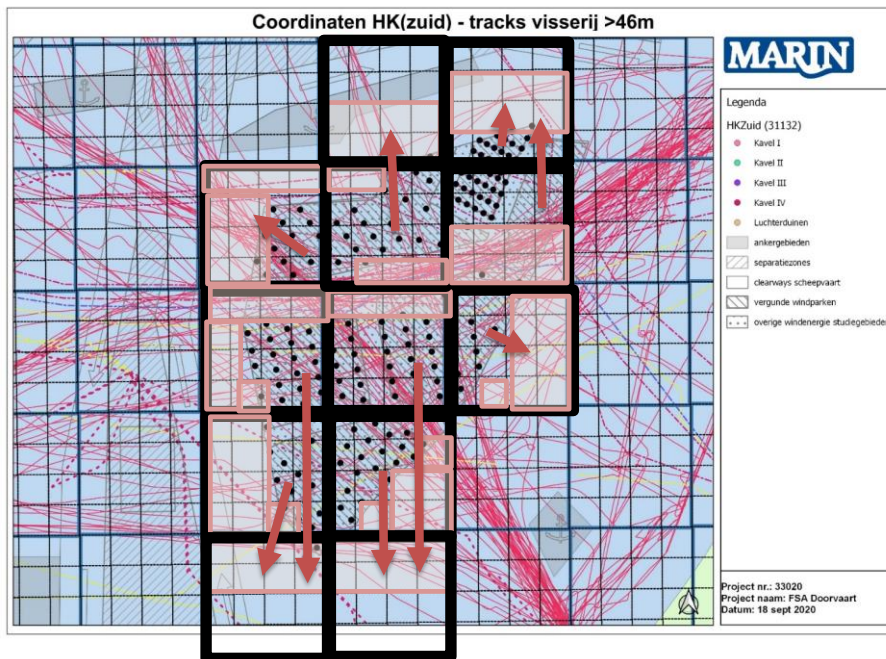 Coordinaten HK(zuid) - tracks visserij >46m
MARIN
Legenda
HKZuid (31132)
Kavel I
Kavel II
Kavel III
Kavel IV
Luchterduinen
ankergebieden
separatiezones
clearways scheepvaart
vergunde windparken
overige windenergie studiegebieden
Project nr.: 33020
Project naam: FSA Doorvaart
Datum: 18 sept 2020